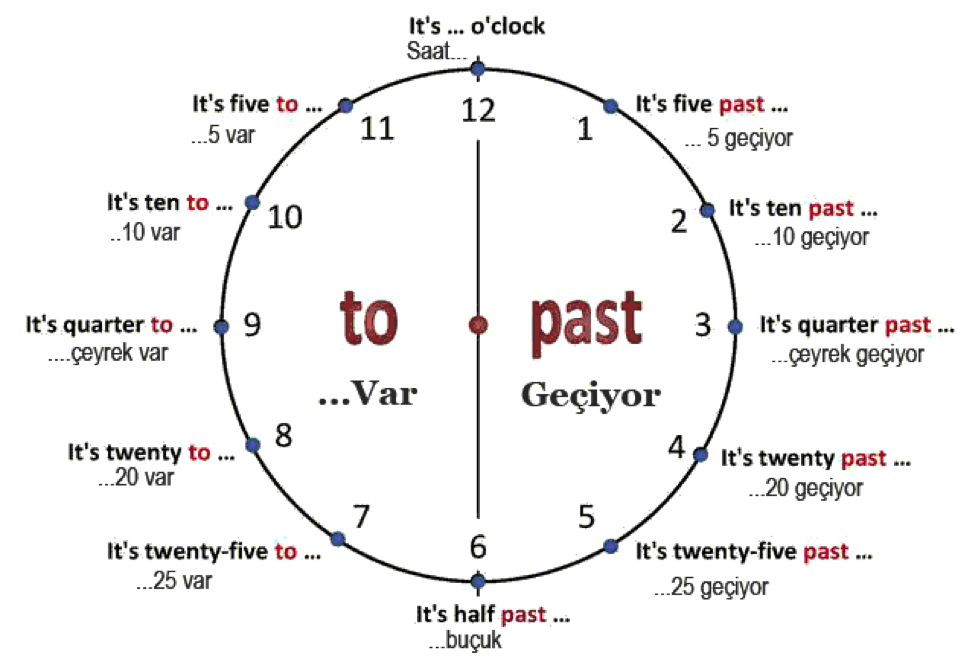 It's ... o'clock
Saat...
12
It's five to ...
...5 var
11
It's five past ...
... 5 geçiyor
1
It's ten to ...
..10 var
10
It's ten past ...
...10 geçiyor
2
It's quarter to ...
....çeyrek var
9
to
...Var
past
Geçiyor
3
It's quarter past ...
...çeyrek geçiyor
It's twenty to ...
...20 var
8
4
It's twenty past ...
...20 geçiyor
7
It's twenty-five to ...
...25 var
5
It's twenty-five past ...
...25 geçiyor
6
It's half past ...
...buçuk